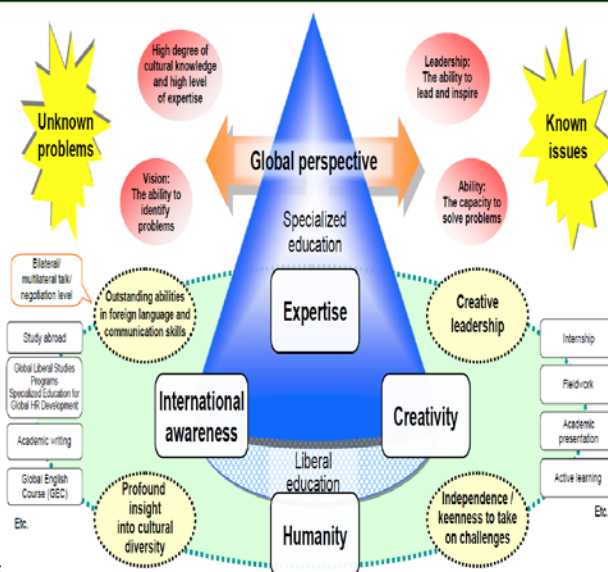 High degree of
cultural knowledge
and high level
of expertise
Leadership:
The ability to
lead and inspire
Unknown
problems
Known
issues
Global perspective
Vision:
The ability to
identify
problems
Ability:
The capacity to
solve problems
Specialized
education
Bilateral/
multilateral talk/
negotiation level
Outstanding abilities
in foreign language and
communication skills
Expertise
Creative
leadership
Study abroad
Global Liberal Studies
Programs
Specialized Education for
Global HR Development
Academic writing
Global English
Course (GEC)
Etc.
Internship
Fieldwork
Academic
presentation
Active learning
Etc.
International
awareness
Creativity
Liberal
education
Profound
insight
into cultural
diversity
Independence /
keenness to take
on challenges
Humanity